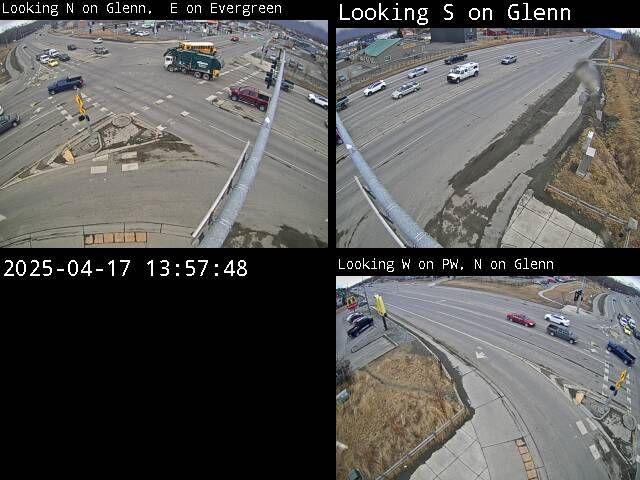 Looking N on Glenn,  E on Evergreen
Looking S on Glenn
2025-04-17 13:57:48
Looking W on PW, N on Glenn